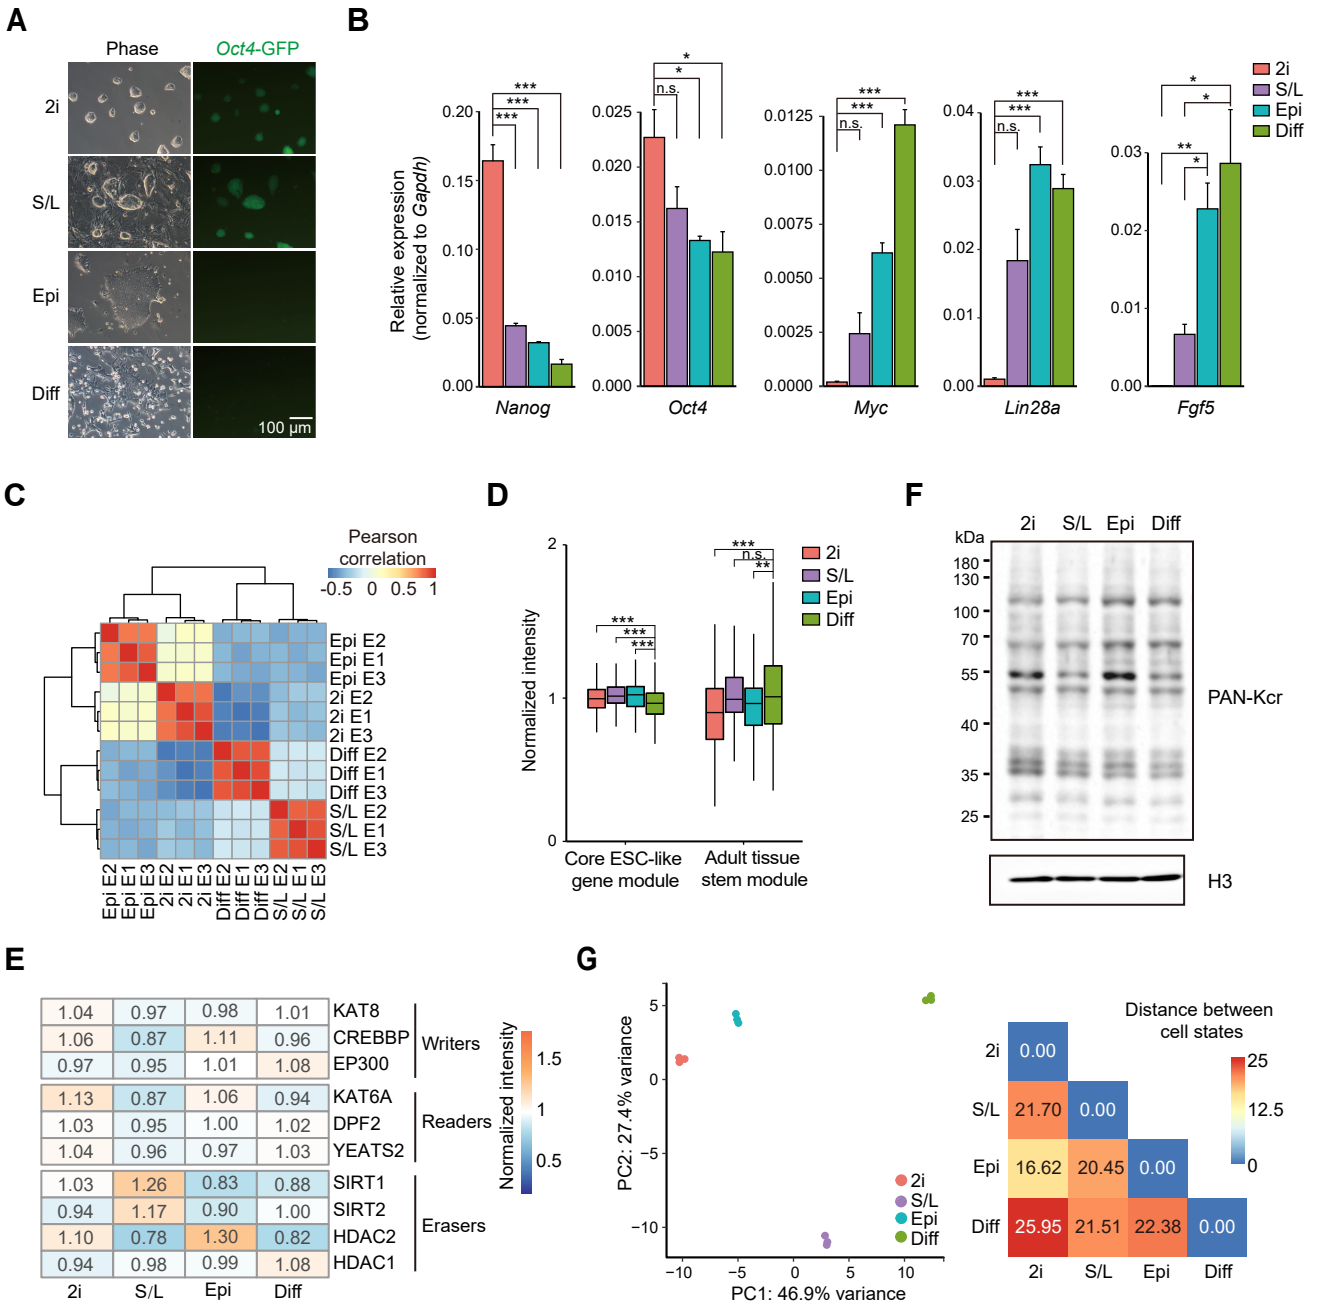 A
Phase
Oct4-GFP
2i
S/L
Epi
Diff
100 µm
B
Relative expression
(normalized to Gapdh)
***
***
***
0.20
0.15
0.10
0.05
0.00
Nanog
*
*
n.s.
0.025
0.020
0.015
0.010
0.005
0.000
Oct4
***
***
n.s.
0.0125
0.0100
0.0075
0.0050
0.0025
0.0000
Myc
***
***
n.s.
0.04
0.03
0.02
0.01
0.00
Lin28a
*
*
**
*
0.03
0.02
0.01
0.00
Fgf5
2i
S/L
Epi
Diff
C
Pearson
correlation
-0.5 0 0.5 1
Epi E2
Epi E1
Epi E3
2i E2
2i E1
2i E3
Diff E2
Diff E1
Diff E3
S/L E2
S/L E1
S/L E3
Epi E2
Epi E1
Epi E3
2i E2
2i E1
2i E3
Diff E2
Diff E1
Diff E3
S/L E2
S/L E1
S/L E3
D
Normalized intensity
2
1
0
***
***
***
***
n.s.
**
2i
S/L
Epi
Diff
Core ESC-like
gene module
Adult tissue
stem module
F
2i S/L Epi Diff
kDa
180
130
100
70
55
40
35
25
PAN-Kcr
H3
E
1.04 0.97 0.98 1.01 KAT8
1.06 0.87 1.11 0.96 CREBBP
0.97 0.95 1.01 1.08 EP300
Writers
1.13 0.87 1.06 0.94 KAT6A
1.03 0.95 1.00 1.02 DPF2
1.04 0.96 0.97 1.03 YEATS2
Readers
1.03 1.26 0.83 0.88 SIRT1
0.94 1.17 0.90 1.00 SIRT2
1.10 0.78 1.30 0.82 HDAC2
0.94 0.98 0.99 1.08 HDAC1
Erasers
2i S/L Epi Diff
Normalized intensity
1.5
1
0.5
G
PC2: 27.4% variance
5
0
−5
−10
−10 −5 0 5 10
PC1: 46.9% variance
2i
S/L
Epi
Diff
Distance between
cell states
25
12.5
0
2i 0.00
S/L 21.70 0.00
Epi 16.62 20.45 0.00
Diff 25.95 21.51 22.38 0.00
2i S/L Epi Diff